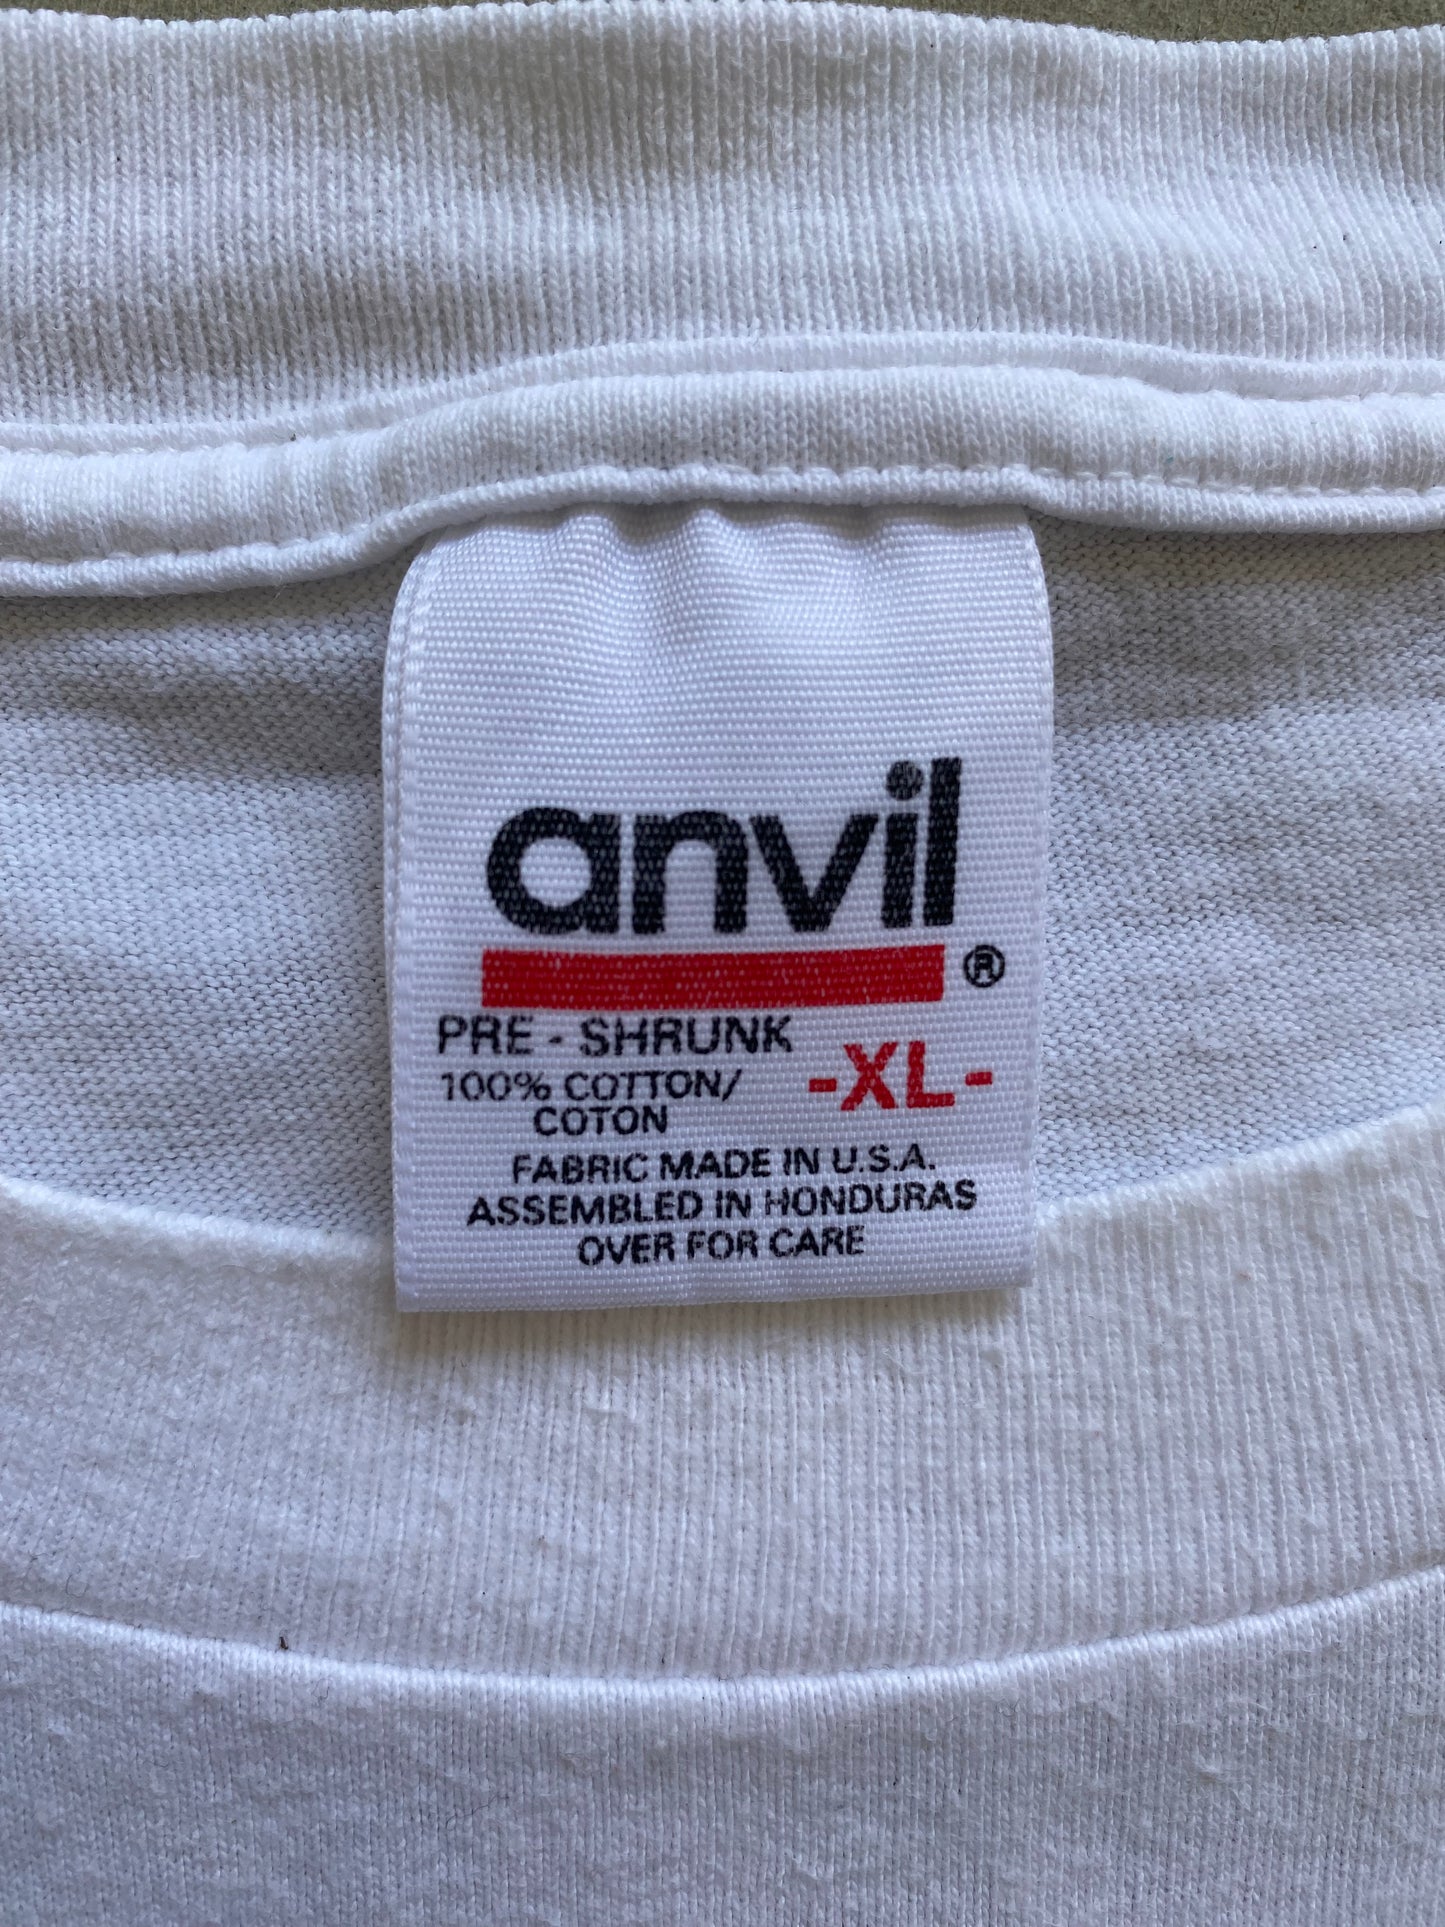 anvil
®
PRE - SHRUNK
100% COTTON/
COTON
-XL-
FABRIC MADE IN U.S.A.
ASSEMBLED IN HONDURAS
OVER FOR CARE